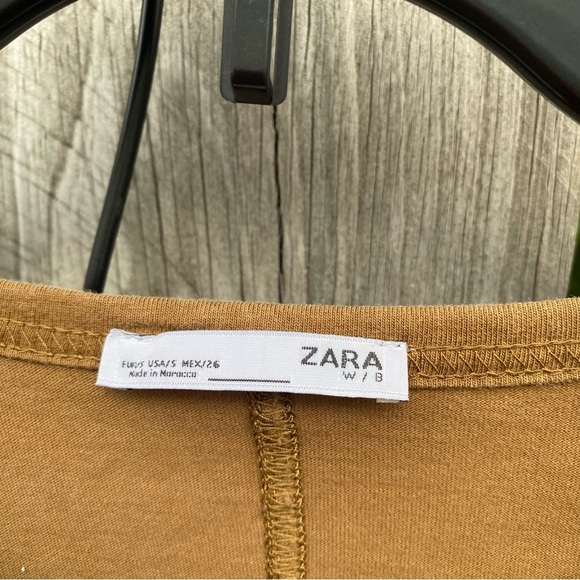 EUR/S USA/S MEX/26
Made in Morocco
ZARA
W / B